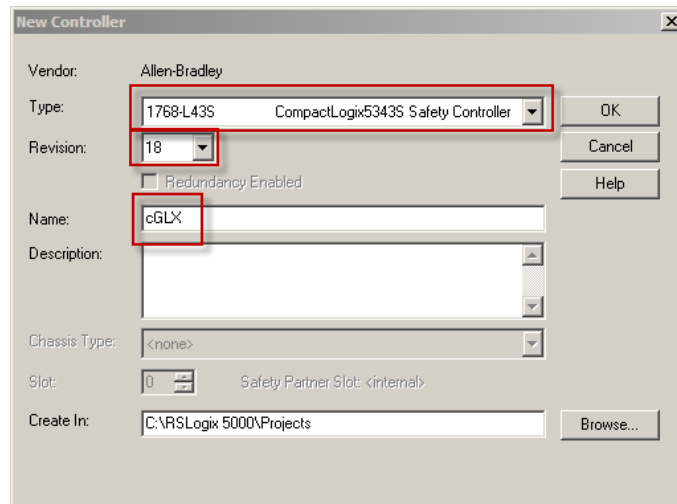 New Controller
Vendor: Allen-Bradley
Type: 1768-L43S CompactLogix5343S Safety Controller OK
Revision: 18 Cancel
Redundancy Enabled Help
Name: cGLX
Description:
Chassis Type: <none>
Slot: 0 Safety Partner Slot: <internal>
Create In: C:\RSLogix 5000\Projects Browse...